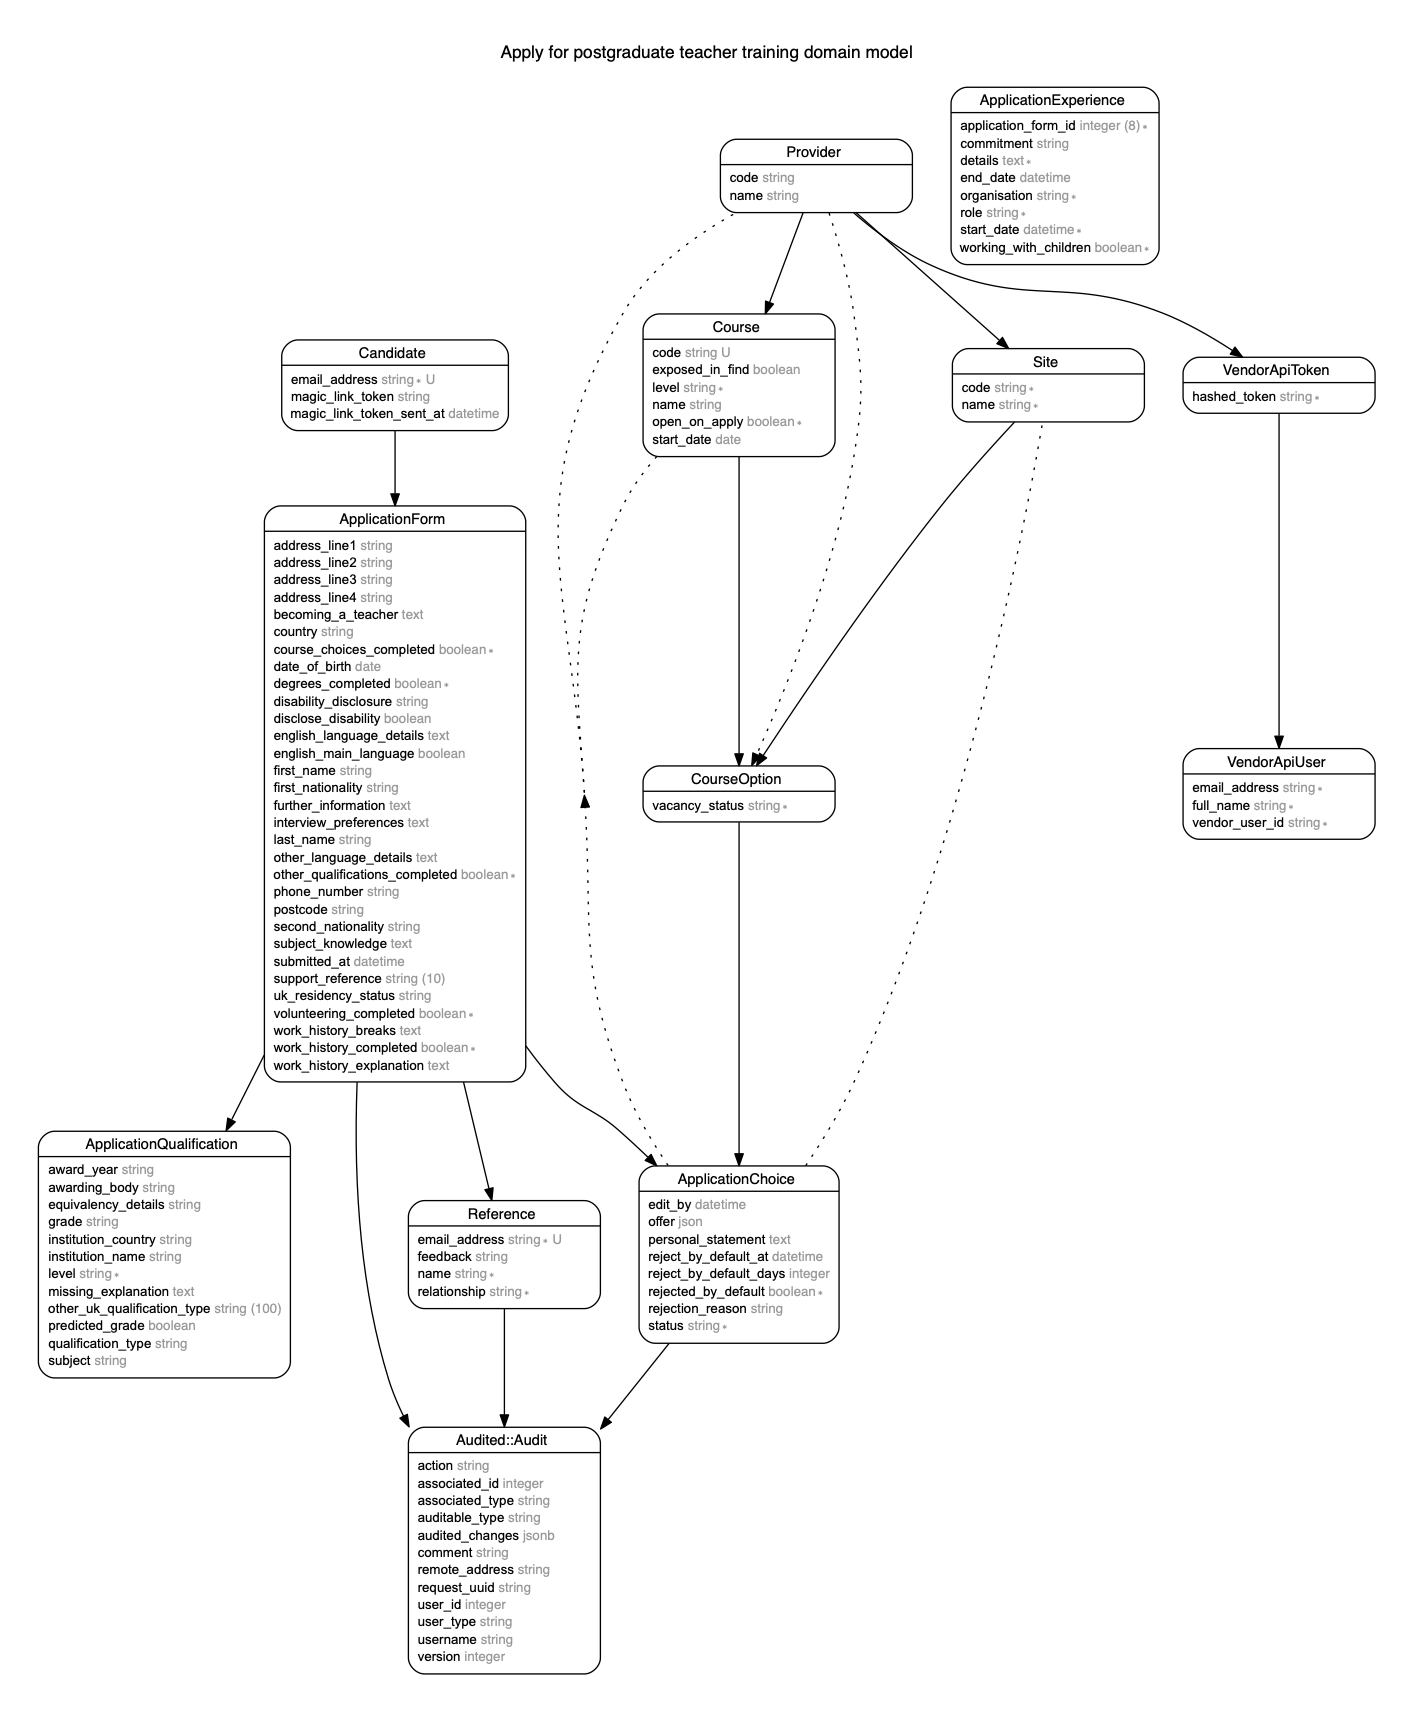 Apply for postgraduate teacher training domain model
ApplicationExperience
application_form_id integer (8) ∗
commitment string
details text ∗
end_date datetime
organisation string ∗
role string ∗
start_date datetime ∗
working_with_children boolean ∗
Provider
code string
name string
Course
code string U
exposed_in_find boolean
level string ∗
name string
open_on_apply boolean ∗
start_date date
Candidate
email_address string ∗ U
magic_link_token string
magic_link_token_sent_at datetime
Site
code string ∗
name string ∗
VendorApiToken
hashed_token string ∗
ApplicationForm
address_line1 string
address_line2 string
address_line3 string
address_line4 string
becoming_a_teacher text
country string
course_choices_completed boolean ∗
date_of_birth date
degrees_completed boolean ∗
disability_disclosure string
disclose_disability boolean
english_language_details text
english_main_language boolean
first_name string
first_nationality string
further_information text
interview_preferences text
last_name string
other_language_details text
other_qualifications_completed boolean ∗
phone_number string
postcode string
second_nationality string
subject_knowledge text
submitted_at datetime
support_reference string (10)
uk_residency_status string
volunteering_completed boolean ∗
work_history_breaks text
work_history_completed boolean ∗
work_history_explanation text
CourseOption
vacancy_status string ∗
VendorApiUser
email_address string ∗
full_name string ∗
vendor_user_id string ∗
ApplicationQualification
award_year string
awarding_body string
equivalency_details string
grade string
institution_country string
institution_name string
level string ∗
missing_explanation text
other_uk_qualification_type string (100)
predicted_grade boolean
qualification_type string
subject string
Reference
email_address string ∗ U
feedback string
name string ∗
relationship string ∗
ApplicationChoice
edit_by datetime
offer json
personal_statement text
reject_by_default_at datetime
reject_by_default_days integer
rejected_by_default boolean ∗
rejection_reason string
status string ∗
Audited::Audit
action string
associated_id integer
associated_type string
auditable_type string
audited_changes jsonb
comment string
remote_address string
request_uuid string
user_id integer
user_type string
username string
version integer